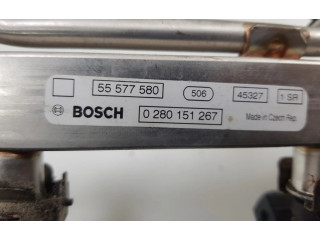 55 577 580 506 45327 1 SR
BOSCH 0 280 151 267 Made in Czech Rep.